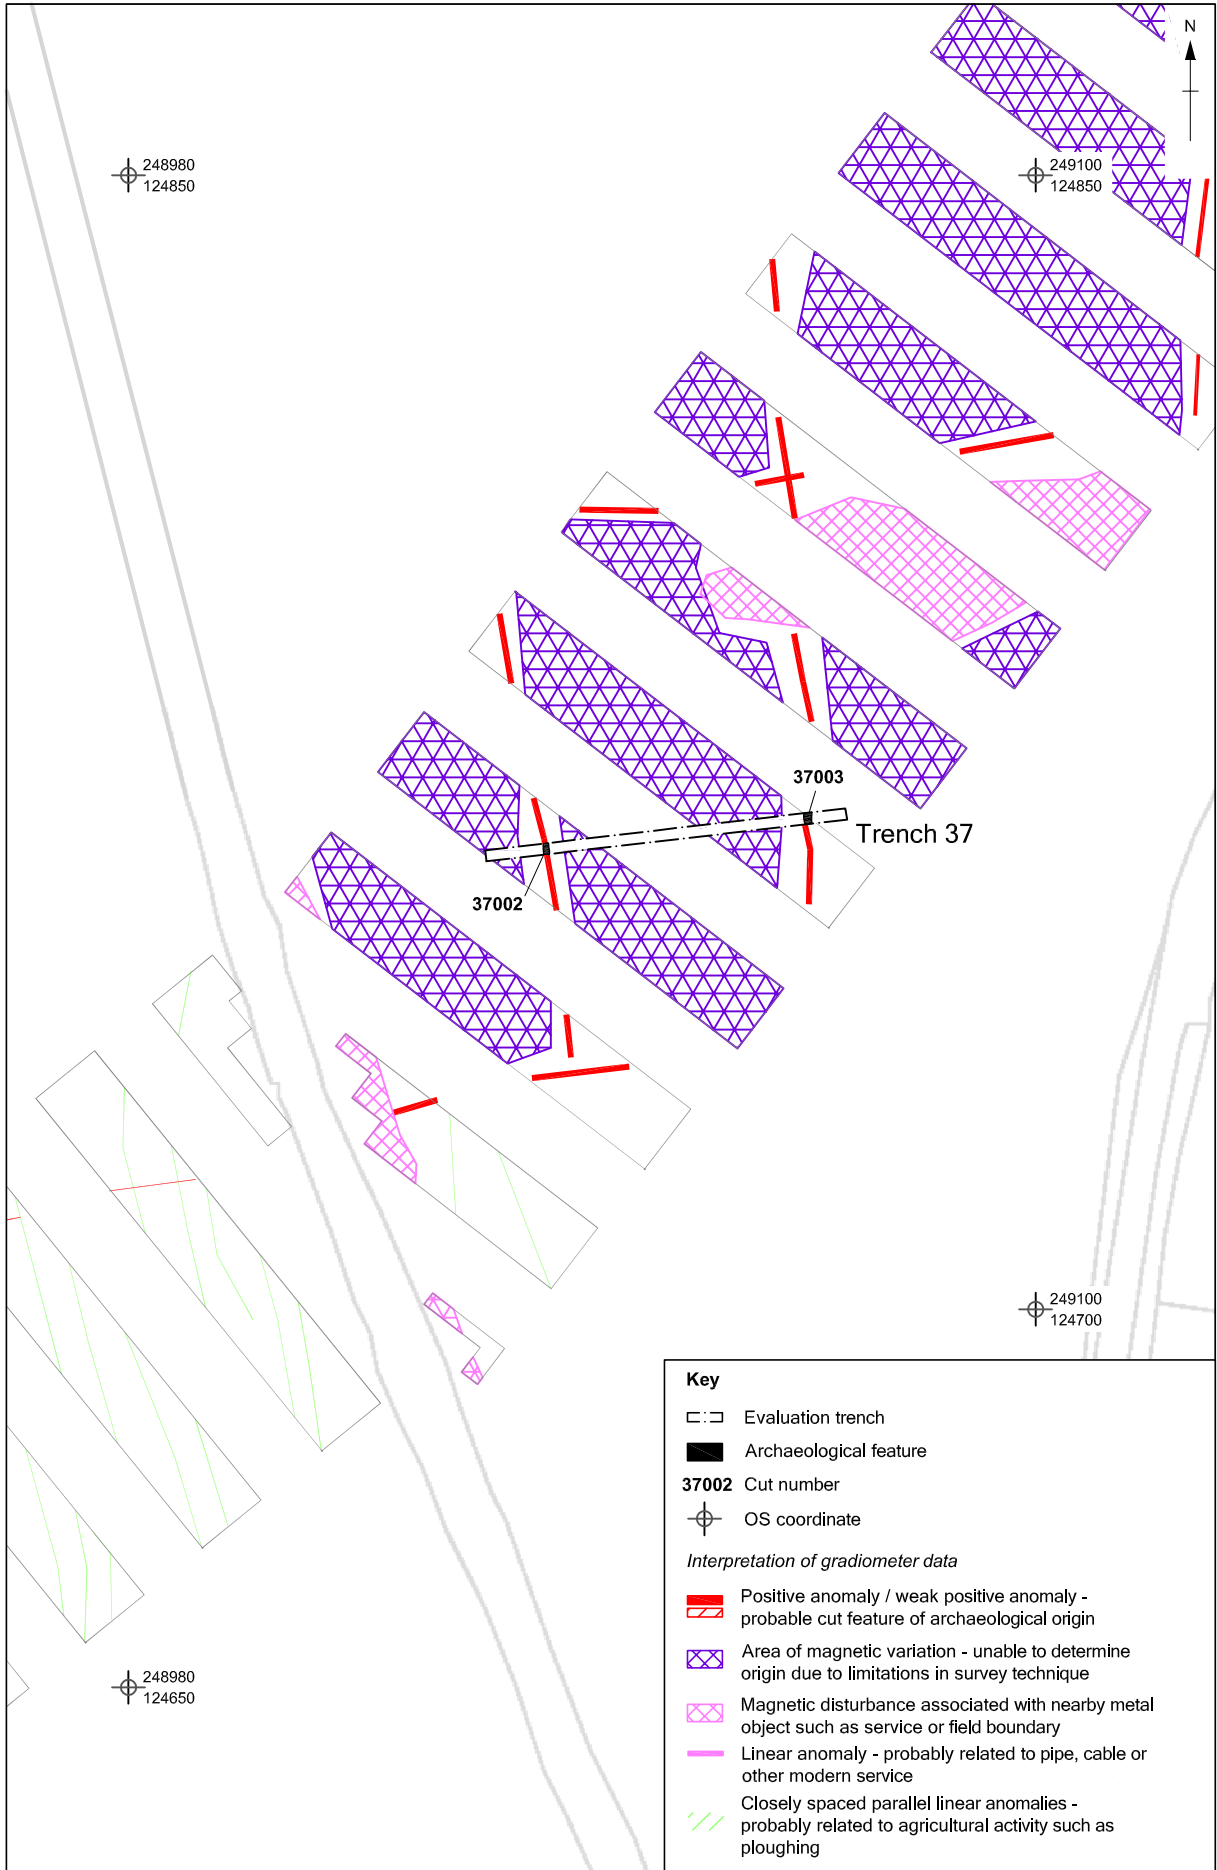 N
248980
124850
249100
124850
37003
Trench 37
37002
249100
124700
248980
124650
Key
Evaluation trench
Archaeological feature
37002 Cut number
OS coordinate
Interpretation of gradiometer data
Positive anomaly / weak positive anomaly -
probable cut feature of archaeological origin
Area of magnetic variation - unable to determine
origin due to limitations in survey technique
Magnetic disturbance associated with nearby metal
object such as service or field boundary
Linear anomaly - probably related to pipe, cable or
other modern service
Closely spaced parallel linear anomalies -
probably related to agricultural activity such as
ploughing